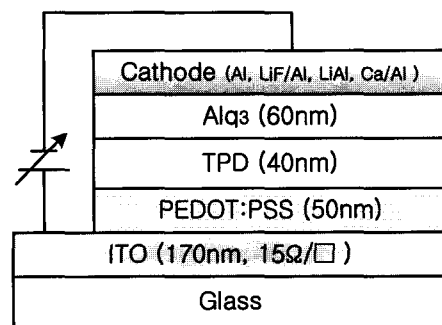 Cathode (Al, LiF/Al, LiAl, Ca/Al )
Alq3 (60nm)
TPD (40nm)
PEDOT:PSS (50nm)
ITO (170nm, 15Ω/□ )
Glass